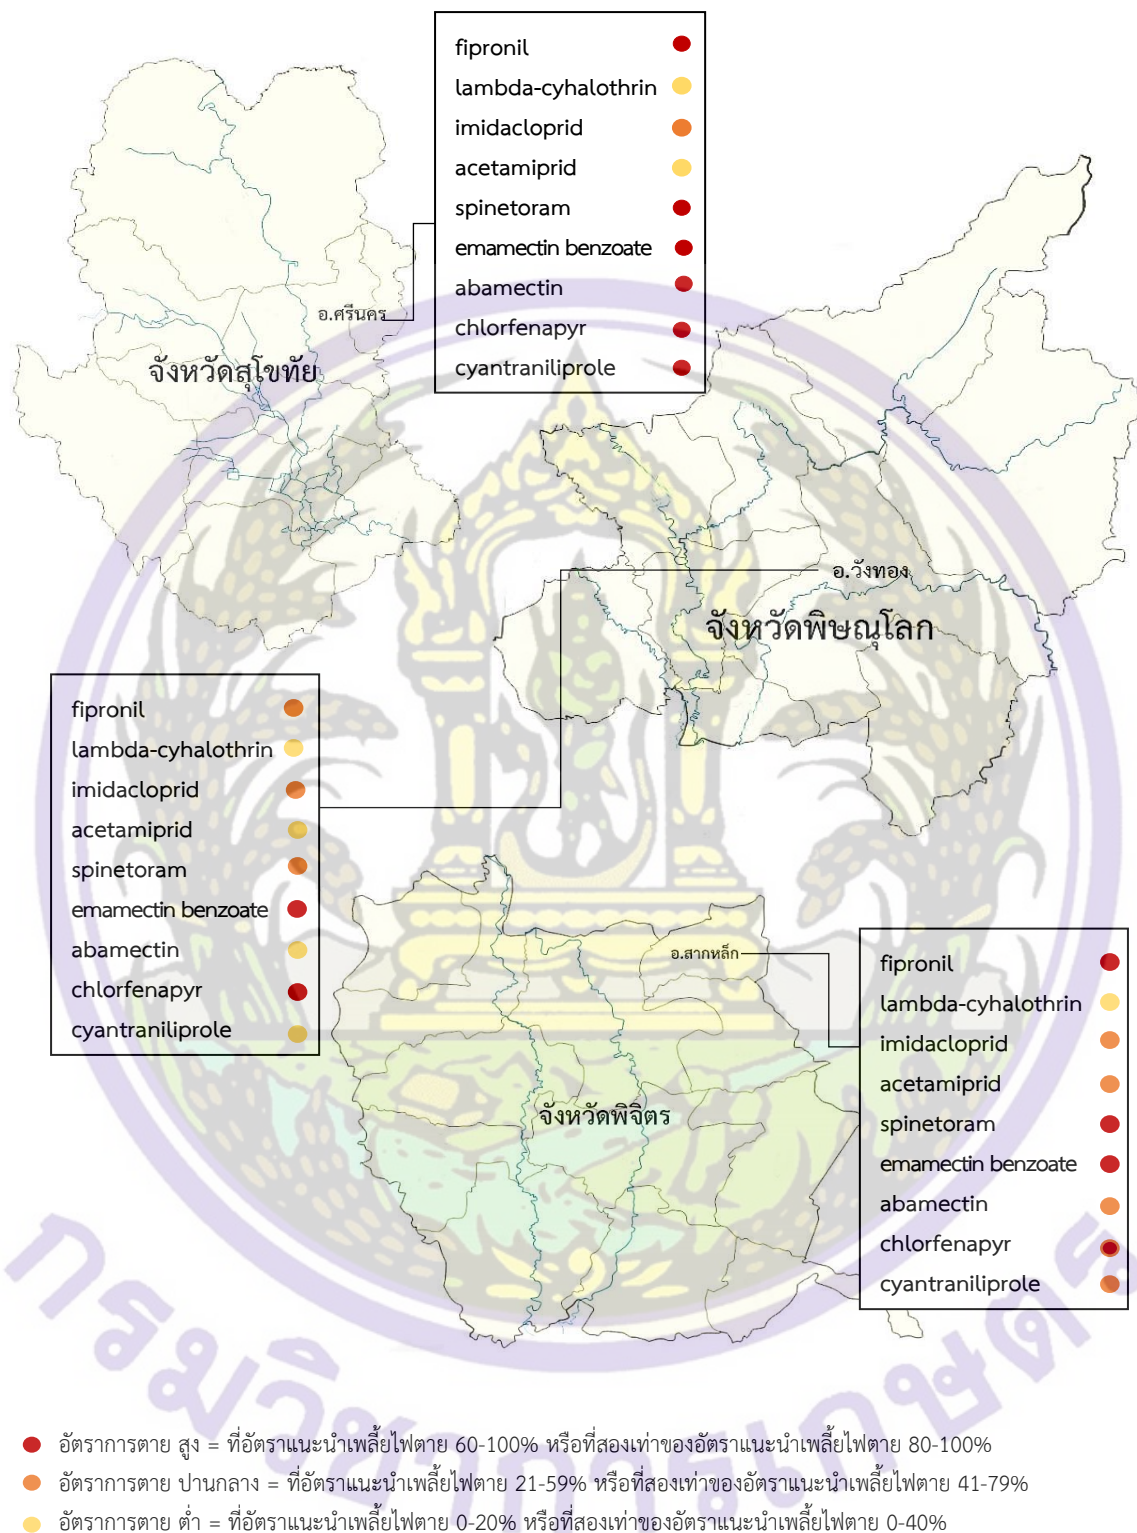 fipronil
lambda-cyhalothrin
imidacloprid
acetamiprid
spinetoram
emamectin benzoate
abamectin
chlorfenapyr
cyantraniliprole
อ.ศรีนคร
จังหวัดสุโขทัย
อ.วังทอง
จังหวัดพิษณุโลก
fipronil
lambda-cyhalothrin
imidacloprid
acetamiprid
spinetoram
emamectin benzoate
abamectin
chlorfenapyr
cyantraniliprole
อ.สากหล็ก
จังหวัดพิจิตร
fipronil
lambda-cyhalothrin
imidacloprid
acetamiprid
spinetoram
emamectin benzoate
abamectin
chlorfenapyr
cyantraniliprole
กรมวิชาการเกษตร
อัตราการตาย สูง = ที่อัตราแนะนำเพลี้ยไฟตาย 60-100% หรือที่สองเท่าของอัตราแนะนำเพลี้ยไฟตาย 80-100%
อัตราการตาย ปานกลาง = ที่อัตราแนะนำเพลี้ยไฟตาย 21-59% หรือที่สองเท่าของอัตราแนะนำเพลี้ยไฟตาย 41-79%
อัตราการตาย ต่ำ = ที่อัตราแนะนำเพลี้ยไฟตาย 0-20% หรือที่สองเท่าของอัตราแนะนำเพลี้ยไฟตาย 0-40%